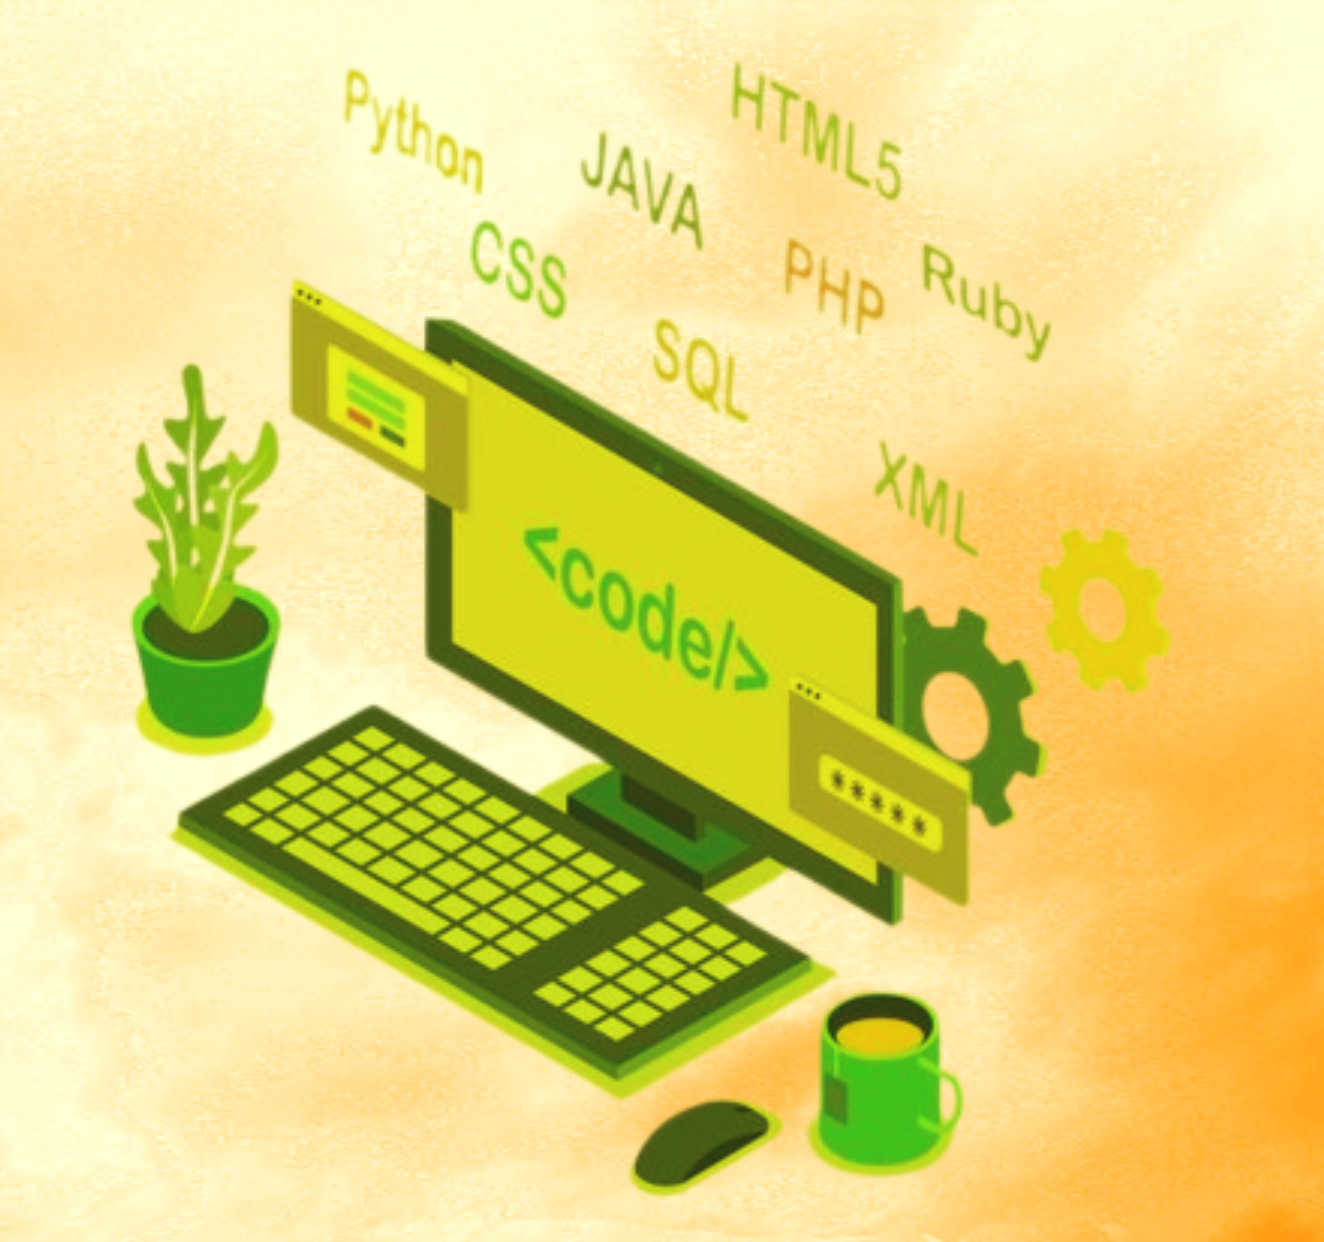 Python
HTML5
JAVA
CSS
PHP
Ruby
SQL
XML
<code/>
*****